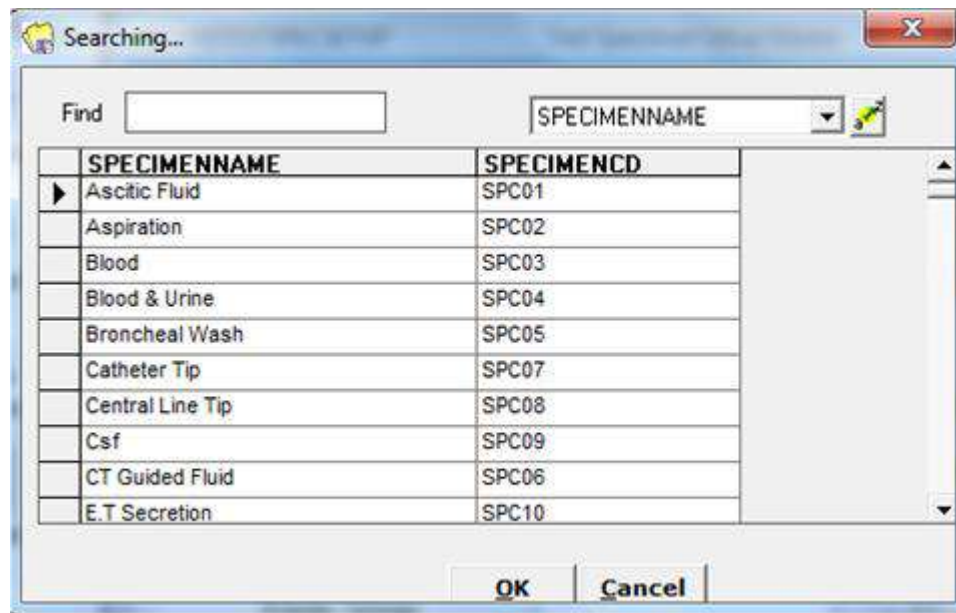 Searching...
Find SPECIMENNAME
SPECIMENNAME SPECIMENCD
Ascitic Fluid SPC01
Aspiration SPC02
Blood SPC03
Blood & Urine SPC04
Broncheal Wash SPC05
Catheter Tip SPC07
Central Line Tip SPC08
Csf SPC09
CT Guided Fluid SPC06
E.T Secretion SPC10
OK Cancel